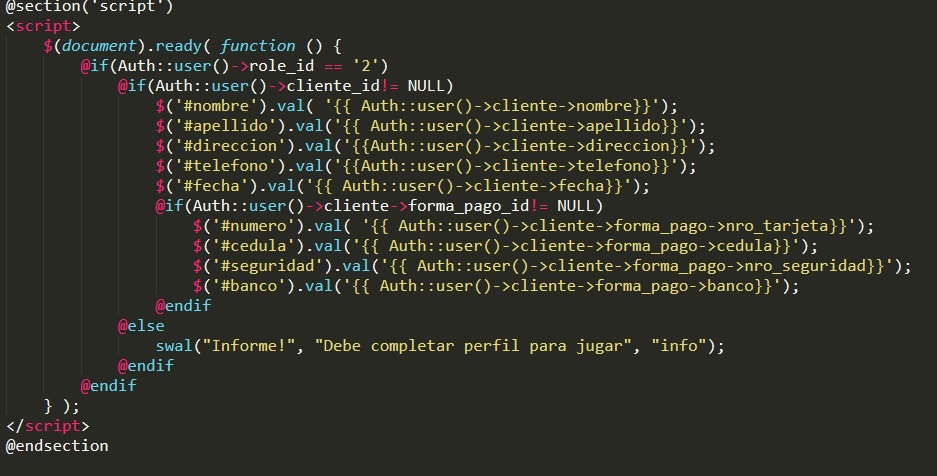 @section('script')
<script>
$(document).ready( function () {
@if(Auth::user()->role_id == '2')
@if(Auth::user()->cliente_id!= NULL)
$('#nombre').val( '{{ Auth::user()->cliente->nombre}}');
$('#apellido').val('{{ Auth::user()->cliente->apellido}}');
$('#direccion').val('{{Auth::user()->cliente->direccion}}');
$('#telefono').val('{{Auth::user()->cliente->telefono}}');
$('#fecha').val('{{ Auth::user()->cliente->fecha}}');
@if(Auth::user()->cliente->forma_pago_id!= NULL)
$('#numero').val( '{{ Auth::user()->cliente->forma_pago->nro_tarjeta}}');
$('#cedula').val('{{ Auth::user()->cliente->forma_pago->cedula}}');
$('#seguridad').val('{{ Auth::user()->cliente->forma_pago->nro_seguridad}}');
$('#banco').val('{{ Auth::user()->cliente->forma_pago->banco}}');
@endif
@else
swal("Informe!", "Debe completar perfil para jugar", "info");
@endif
@endif
} );
</script>
@endsection